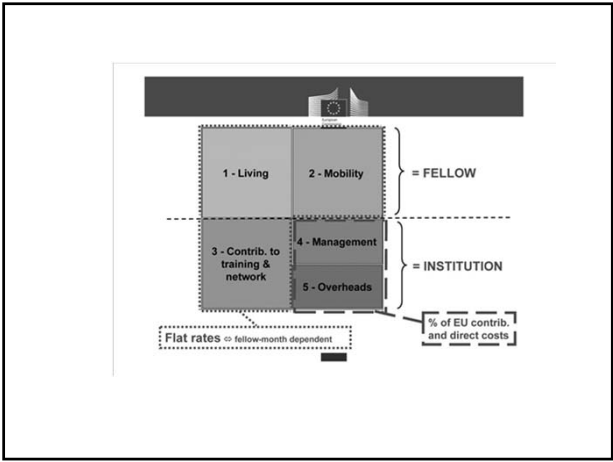 European
1 - Living
2 - Mobility
= FELLOW
3 - Contrib. to
training &
network
4 - Management
5 - Overheads
= INSTITUTION
Flat rates ⇔ fellow-month dependent
% of EU contrib.
and direct costs